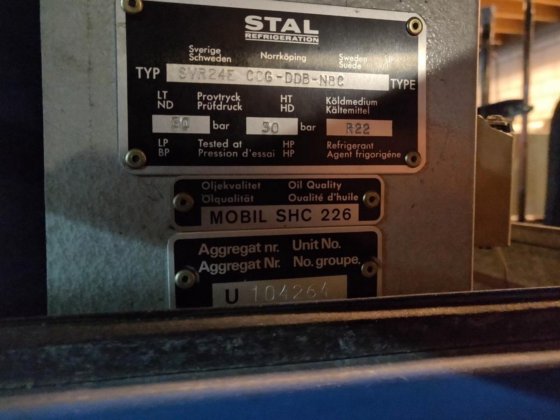 STAL
REFRIGERATION
Sverige Norrköping Sweden
Schweden Suède
TYP SVR24E CCG-DDB-NBC TYPE
LT Provtryck HT Köldmedium
ND Prüfdruck HD Kältemittel
30 bar 30 bar R22
LP Tested at HP Refrigerant
BP Pression d'essai HP Agent frigorigéne
Oljekvalitet Oil Quality
Ölqualität Qualité d'huile
MOBIL SHC 226
Aggregat nr. Unit No.
Aggregat Nr. No. groupe.
U 104264